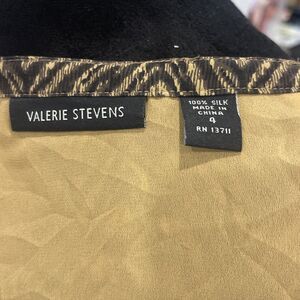 VALERIE STEVENS
100% SILK
MADE IN
CHINA
4
RN 13711